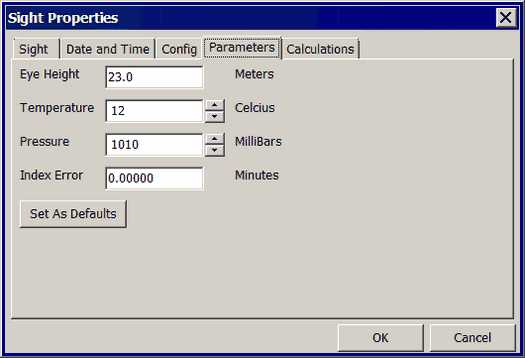 Sight Properties
Sight Date and Time Config Parameters Calculations
Eye Height 23.0 Meters
Temperature 12 Celcius
Pressure 1010 MilliBars
Index Error 0.00000 Minutes
Set As Defaults
OK Cancel